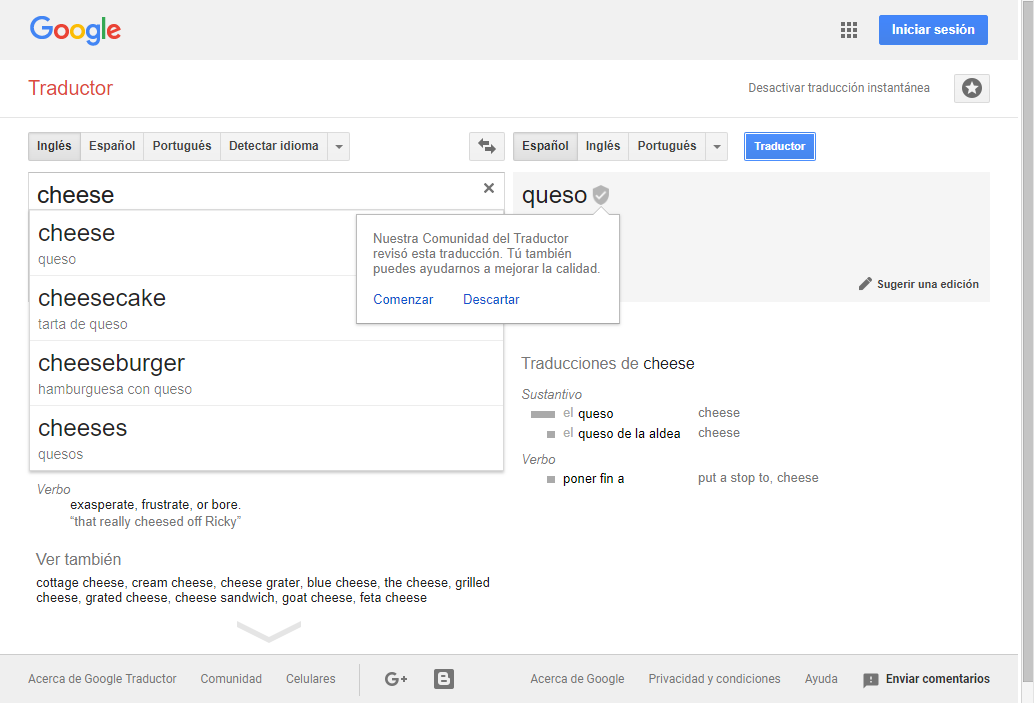 Google
Iniciar sesión
Traductor
Desactivar traducción instantánea
Inglés Español Portugués Detectar idioma
Español Inglés Portugués Traductor
cheese
cheese
queso
cheesecake
tarta de queso
cheeseburger
hamburguesa con queso
cheeses
quesos
Verbo
exasperate, frustrate, or bore.
“that really cheesed off Ricky”
Ver también
cottage cheese, cream cheese, cheese grater, blue cheese, the cheese, grilled
cheese, grated cheese, cheese sandwich, goat cheese, feta cheese
queso
Nuestra Comunidad del Traductor
revisó esta traducción. Tú también
puedes ayudarnos a mejorar la calidad.
Comenzar Descartar
Sugerir una edición
Traducciones de cheese
Sustantivo
el queso cheese
el queso de la aldea cheese
Verbo
poner fin a put a stop to, cheese
Acerca de Google Traductor Comunidad Celulares G+ B Acerca de Google Privacidad y condiciones Ayuda Enviar comentarios